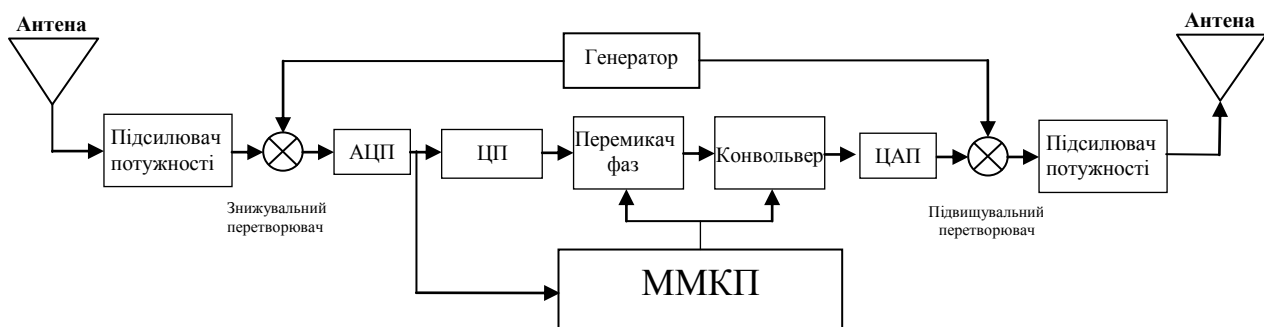 Антена
Антена
Генератор
Підсилювач
потужності
АЦП
ЦП
Перемикач
фаз
Конвольвер
ЦАП
Підсилювач
потужності
Знижувальний
перетворювач
Підвищувальний
перетворювач
ММКП